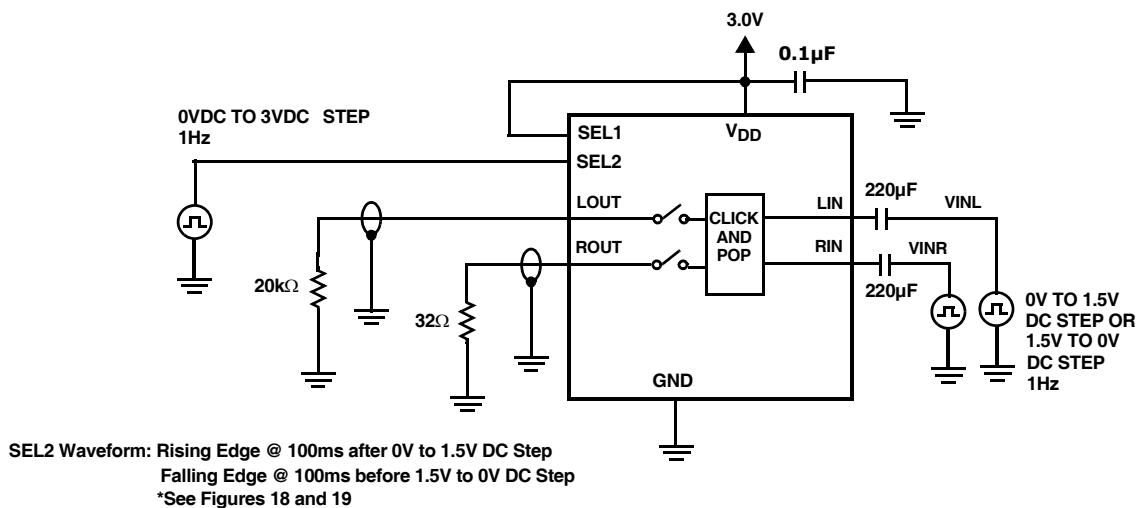 3.0V
0.1µF
0VDC TO 3VDC STEP
1Hz
SEL1
VDD
SEL2
LOUT
LIN
220µF
VINL
CLICK
AND
POP
ROUT
RIN
VINR
220µF
20kΩ
32Ω
0V TO 1.5V
DC STEP OR
1.5V TO 0V
DC STEP
1Hz
GND
SEL2 Waveform: Rising Edge @ 100ms after 0V to 1.5V DC Step
Falling Edge @ 100ms before 1.5V to 0V DC Step
*See Figures 18 and 19